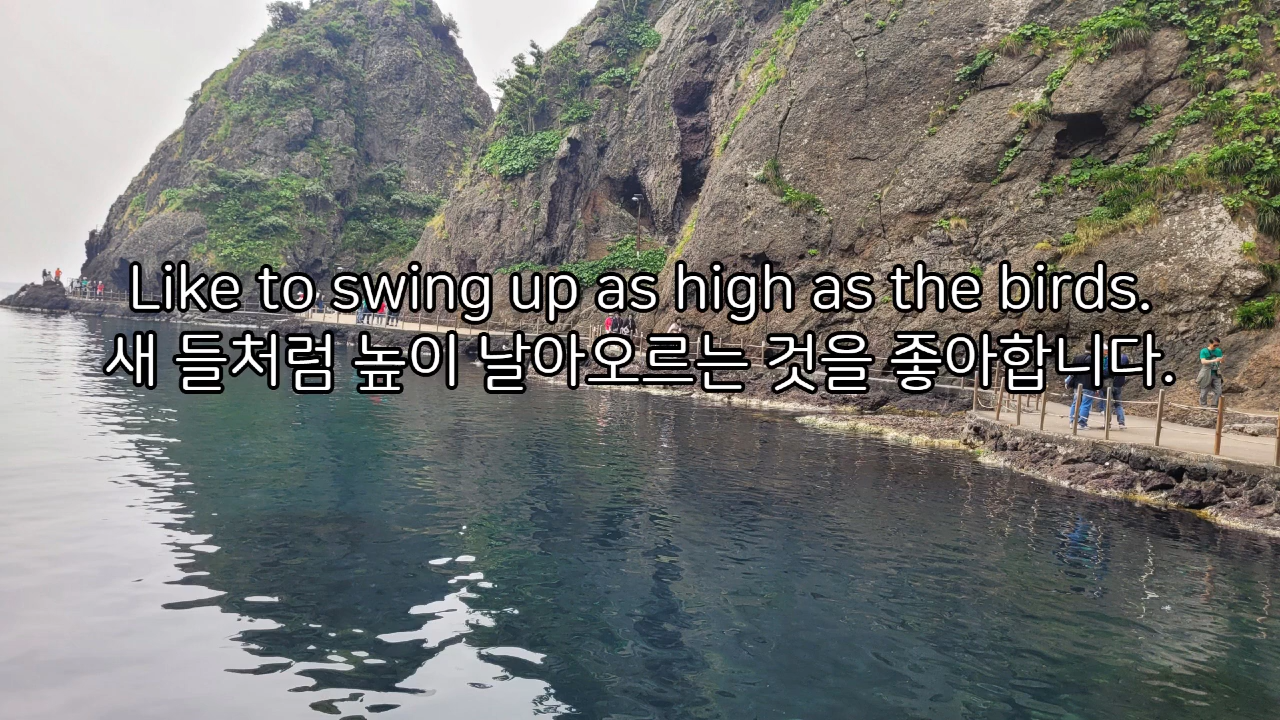 Like to swing up as high as the birds.
새 들처럼 높이 날아오르는 것을 좋아합니다.